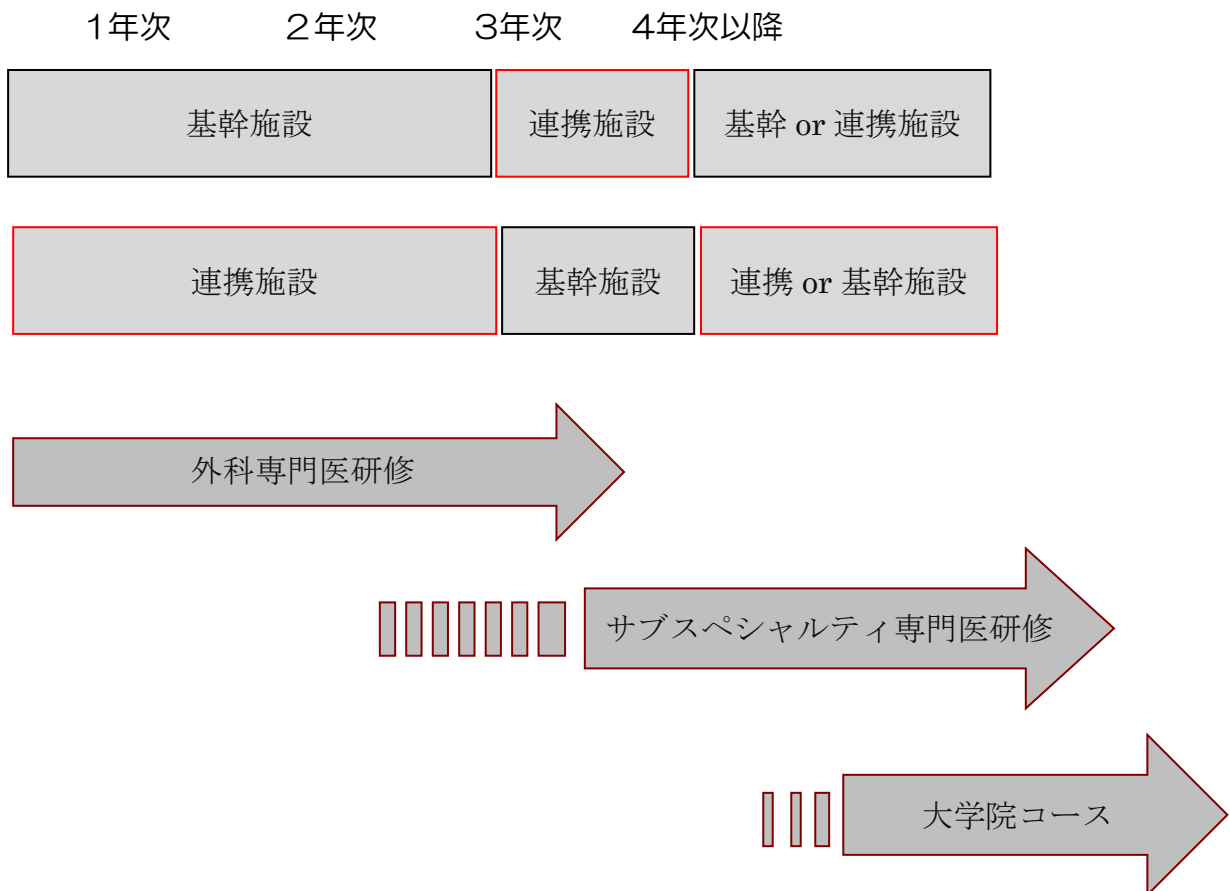 1年次 2年次 3年次 4年次以降
基幹施設 連携施設 基幹 or 連携施設
連携施設 基幹施設 連携 or 基幹施設
外科専門医研修
サブスペシャルティ専門医研修
大学院コース